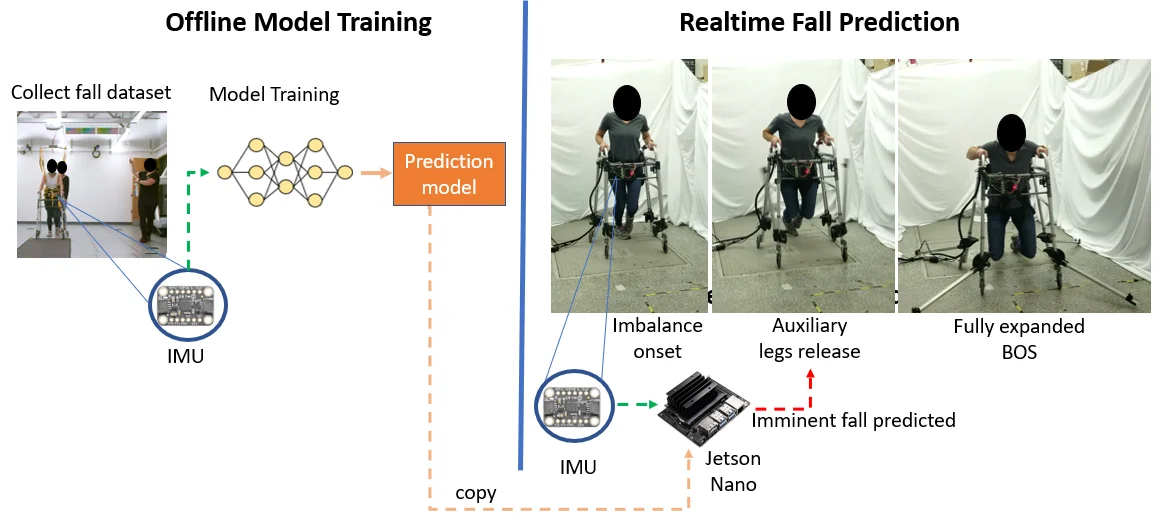 Offline Model Training
Realtime Fall Prediction
Collect fall dataset
Model Training
Prediction
model
IMU
Imbalance
onset
Auxiliary
legs release
Fully expanded
BOS
IMU
Imminent fall predicted
Jetson
Nano
copy